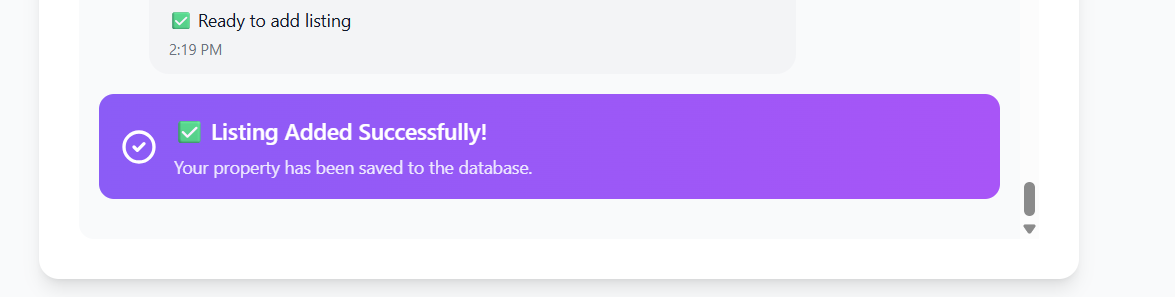 ✅ Ready to add listing
2:19 PM
✅ Listing Added Successfully!
Your property has been saved to the database.